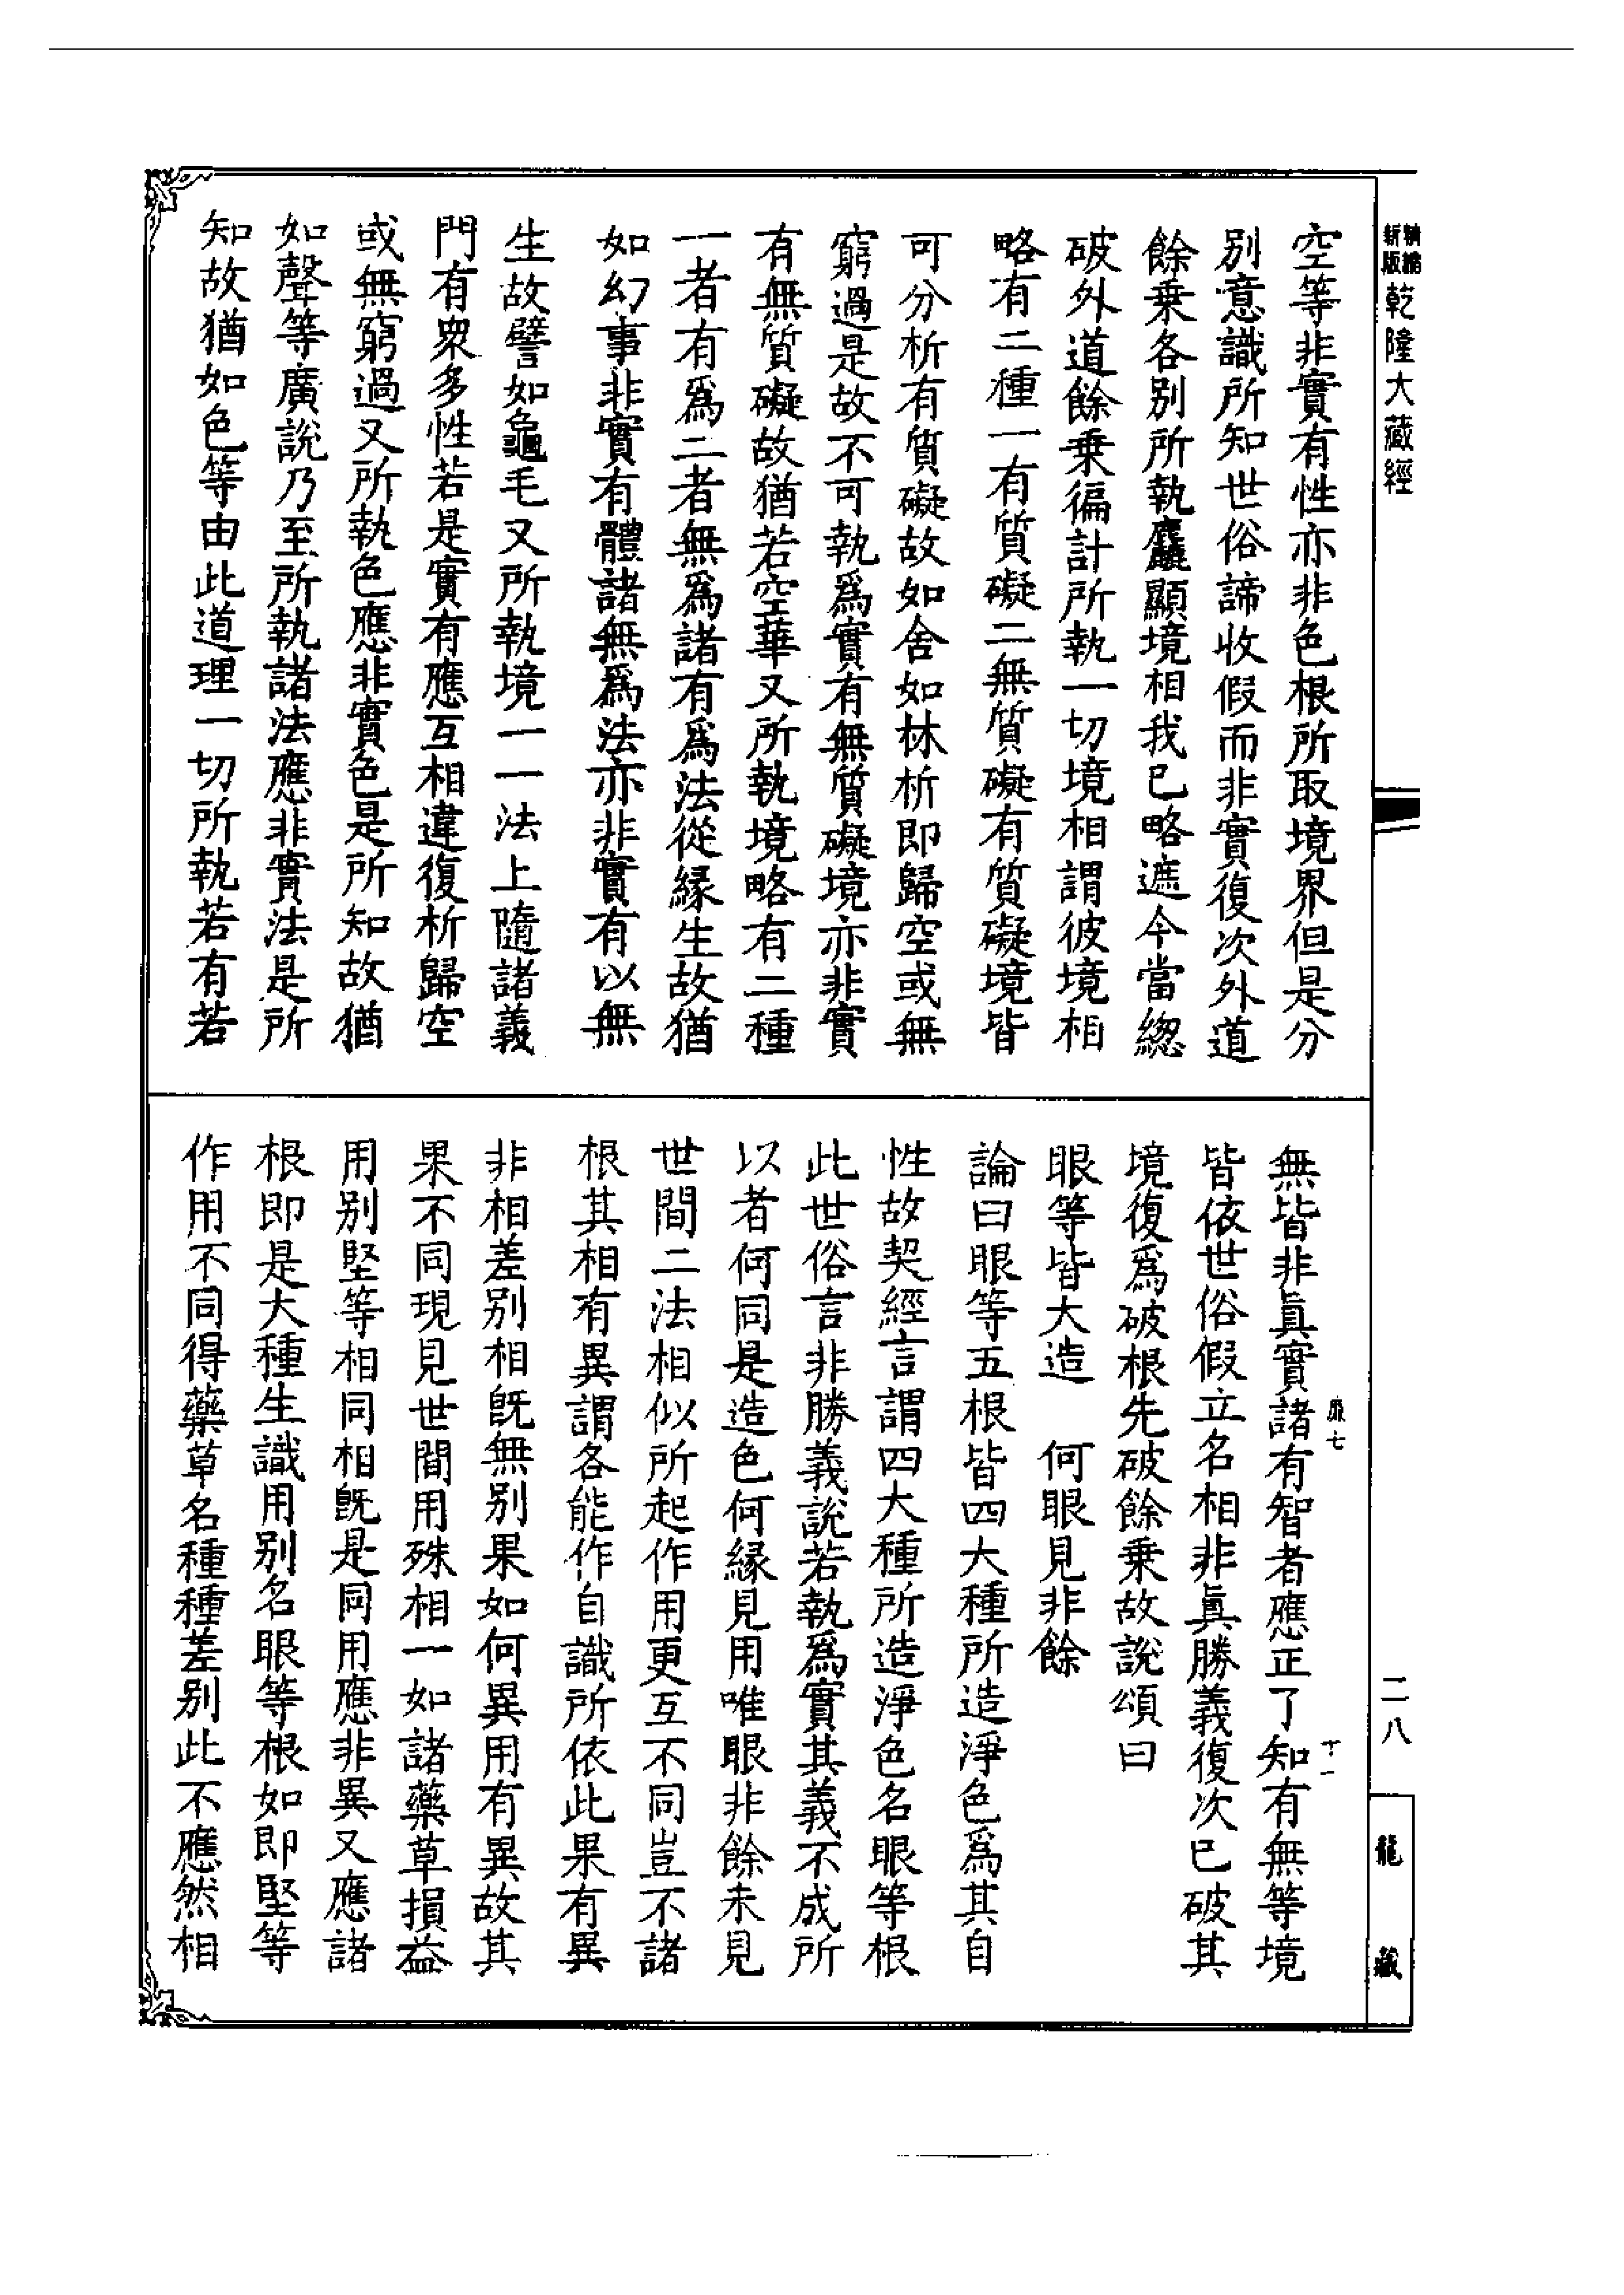 精縮新版乾隆大藏經
空等非實有性亦非色根所取境界但是分
別意識所知世俗諦收假而非實復次外道
餘乗各別所執麤顯境相我已略遮今當緫
破外道餘乗徧計所執一切境相謂彼境相
略有二種一有質礙二無質礙有質礙境皆
可分析有質礙故如舍如林析即歸空或無
窮過是故不可執爲實有無質礙境亦非實
有無質礙故猶若空華又所執境略有二種
一者有爲二者無爲諸有爲法從縁生故猶
如幻事非實有體諸無爲法亦非實有以無
生故譬如龜毛又所執境一一法上隨諸義
門有衆多性若是實有應互相違復析歸空
或無窮過又所執色應非實色是所知故猶
如聲等廣說乃至所執諸法應非實法是所
知故猶如色等由此道理一切所執若有若
無皆非眞實諸有智者應正了知有無等境
皆依世俗假立名相非眞勝義復次已破其
境復爲破根先破餘乗故說頌曰
眼等皆大造　何眼見非餘
論曰眼等五根皆四大種所造淨色爲其自
性故契經言謂四大種所造淨色名眼等根
此世俗言非勝義說若執爲實其義不成所
以者何同是造色何縁見用唯眼非餘未見
世間二法相似所起作用更互不同豈不諸
根其相有異謂各能作自識所依此果有異
非相差別相旣無別果如何異用有異故其
果不同現見世間用殊相一如諸藥草損益
用別堅等相同相旣是同用應非異又應諸
根即是大種生識用別名眼等根如即堅等
作用不同得藥草名種種差別此不應然相
二八
龍藏